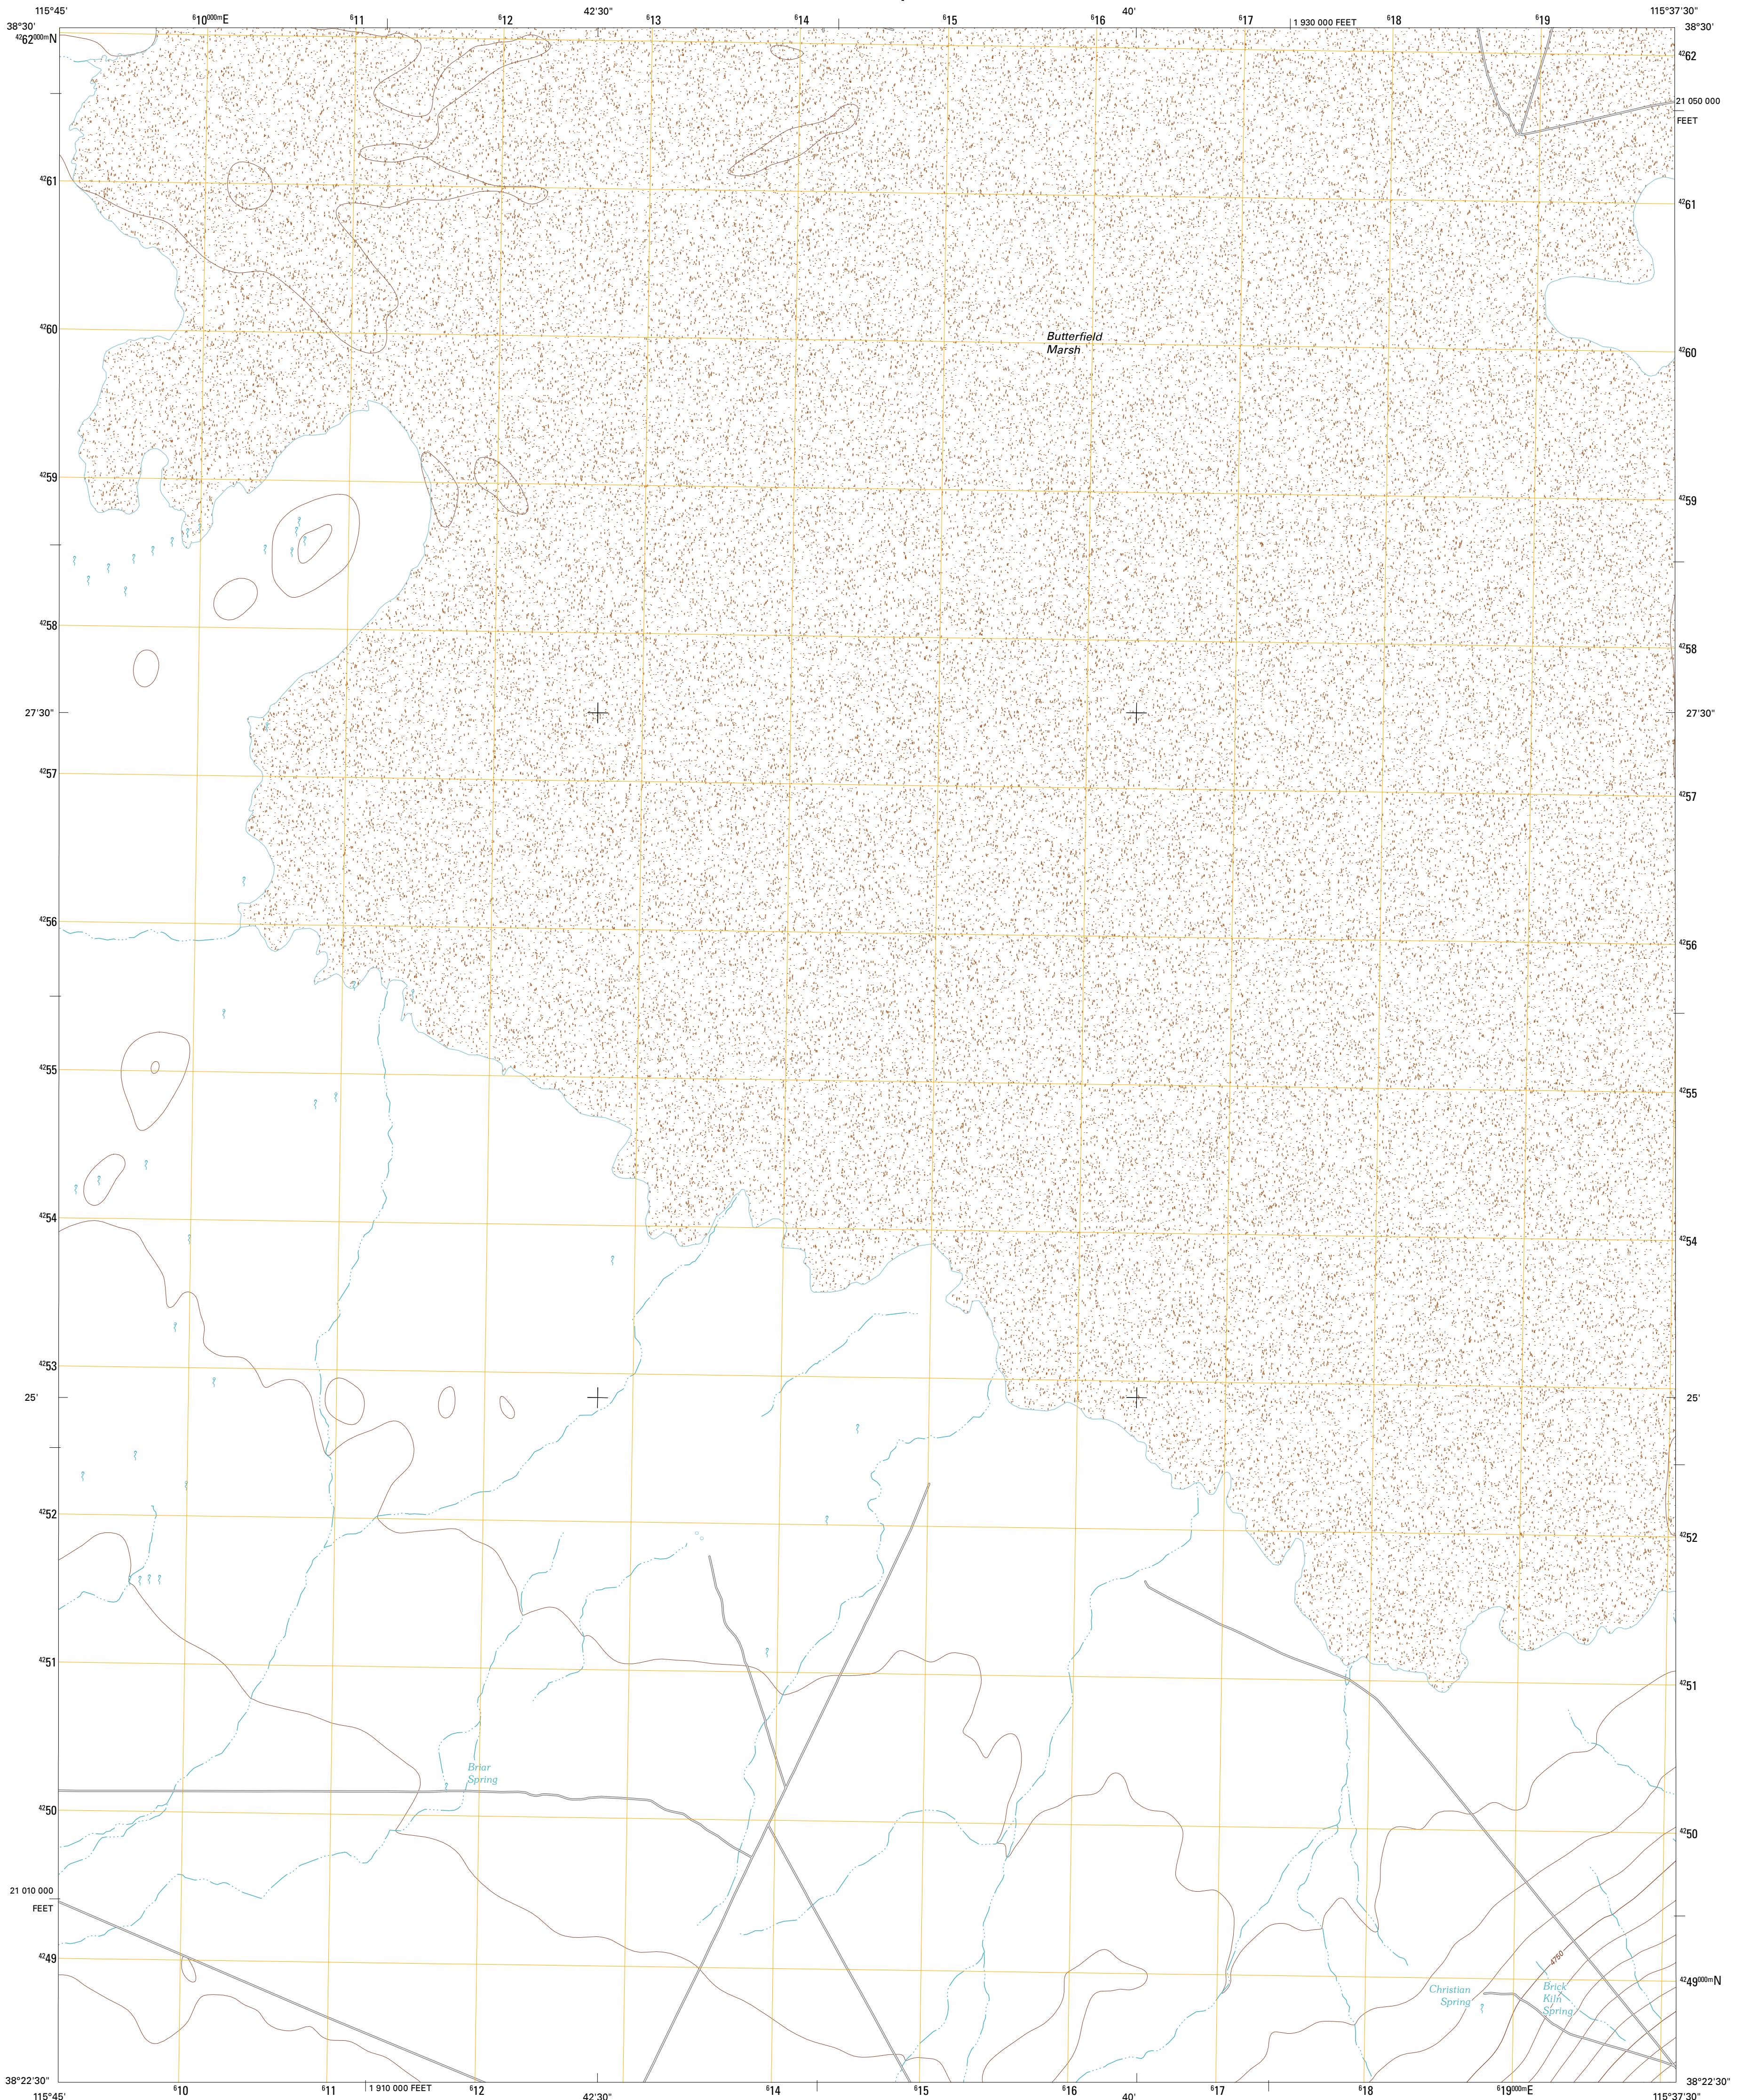 115°45' ⁶10⁰⁰⁰ᵐE ⁶11 ⁶12 42'30" ⁶13 ⁶14 ⁶15 ⁶16 40' ⁶17 1 930 000 FEET ⁶18 ⁶19 115°37'30"
38°30' 38°30'
⁴²62⁰⁰⁰ᵐN ⁴²62
21 050 000
FEET
⁴²61 ⁴²61
⁴²60 ⁴²60
Butterfield
Marsh
⁴²59 ⁴²59
⁴²58 ⁴²58
27'30" 27'30"
⁴²57 ⁴²57
⁴²56 ⁴²56
⁴²55 ⁴²55
⁴²54 ⁴²54
⁴²53 ⁴²53
25' 25'
⁴²52 ⁴²52
⁴²51 ⁴²51
Briar
Spring
⁴²50 ⁴²50
21 010 000
FEET
⁴²49 ⁴²49⁰⁰⁰ᵐN
4750
Christian
Spring
Brick
Kiln
Spring
38°22'30" 38°22'30"
115°45' ⁶10 ⁶11 1 910 000 FEET ⁶12 42'30" ⁶14 ⁶15 ⁶16 40' ⁶17 ⁶18 ⁶19⁰⁰⁰ᵐE 115°37'30"